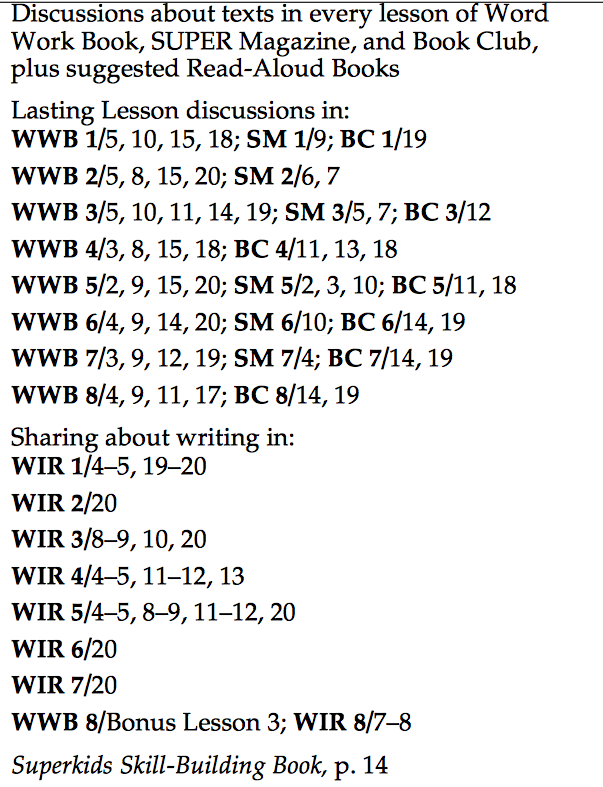 Discussions about texts in every lesson of Word
Work Book, SUPER Magazine, and Book Club,
plus suggested Read-Aloud Books
Lasting Lesson discussions in:
WWB 1/5, 10, 15, 18; SM 1/9; BC 1/19
WWB 2/5, 8, 15, 20; SM 2/6, 7
WWB 3/5, 10, 11, 14, 19; SM 3/5, 7; BC 3/12
WWB 4/3, 8, 15, 18; BC 4/11, 13, 18
WWB 5/2, 9, 15, 20; SM 5/2, 3, 10; BC 5/11, 18
WWB 6/4, 9, 14, 20; SM 6/10; BC 6/14, 19
WWB 7/3, 9, 12, 19; SM 7/4; BC 7/14, 19
WWB 8/4, 9, 11, 17; BC 8/14, 19
Sharing about writing in:
WIR 1/4–5, 19–20
WIR 2/20
WIR 3/8–9, 10, 20
WIR 4/4–5, 11–12, 13
WIR 5/4–5, 8–9, 11–12, 20
WIR 6/20
WIR 7/20
WWB 8/Bonus Lesson 3; WIR 8/7–8
Superkids Skill-Building Book, p. 14